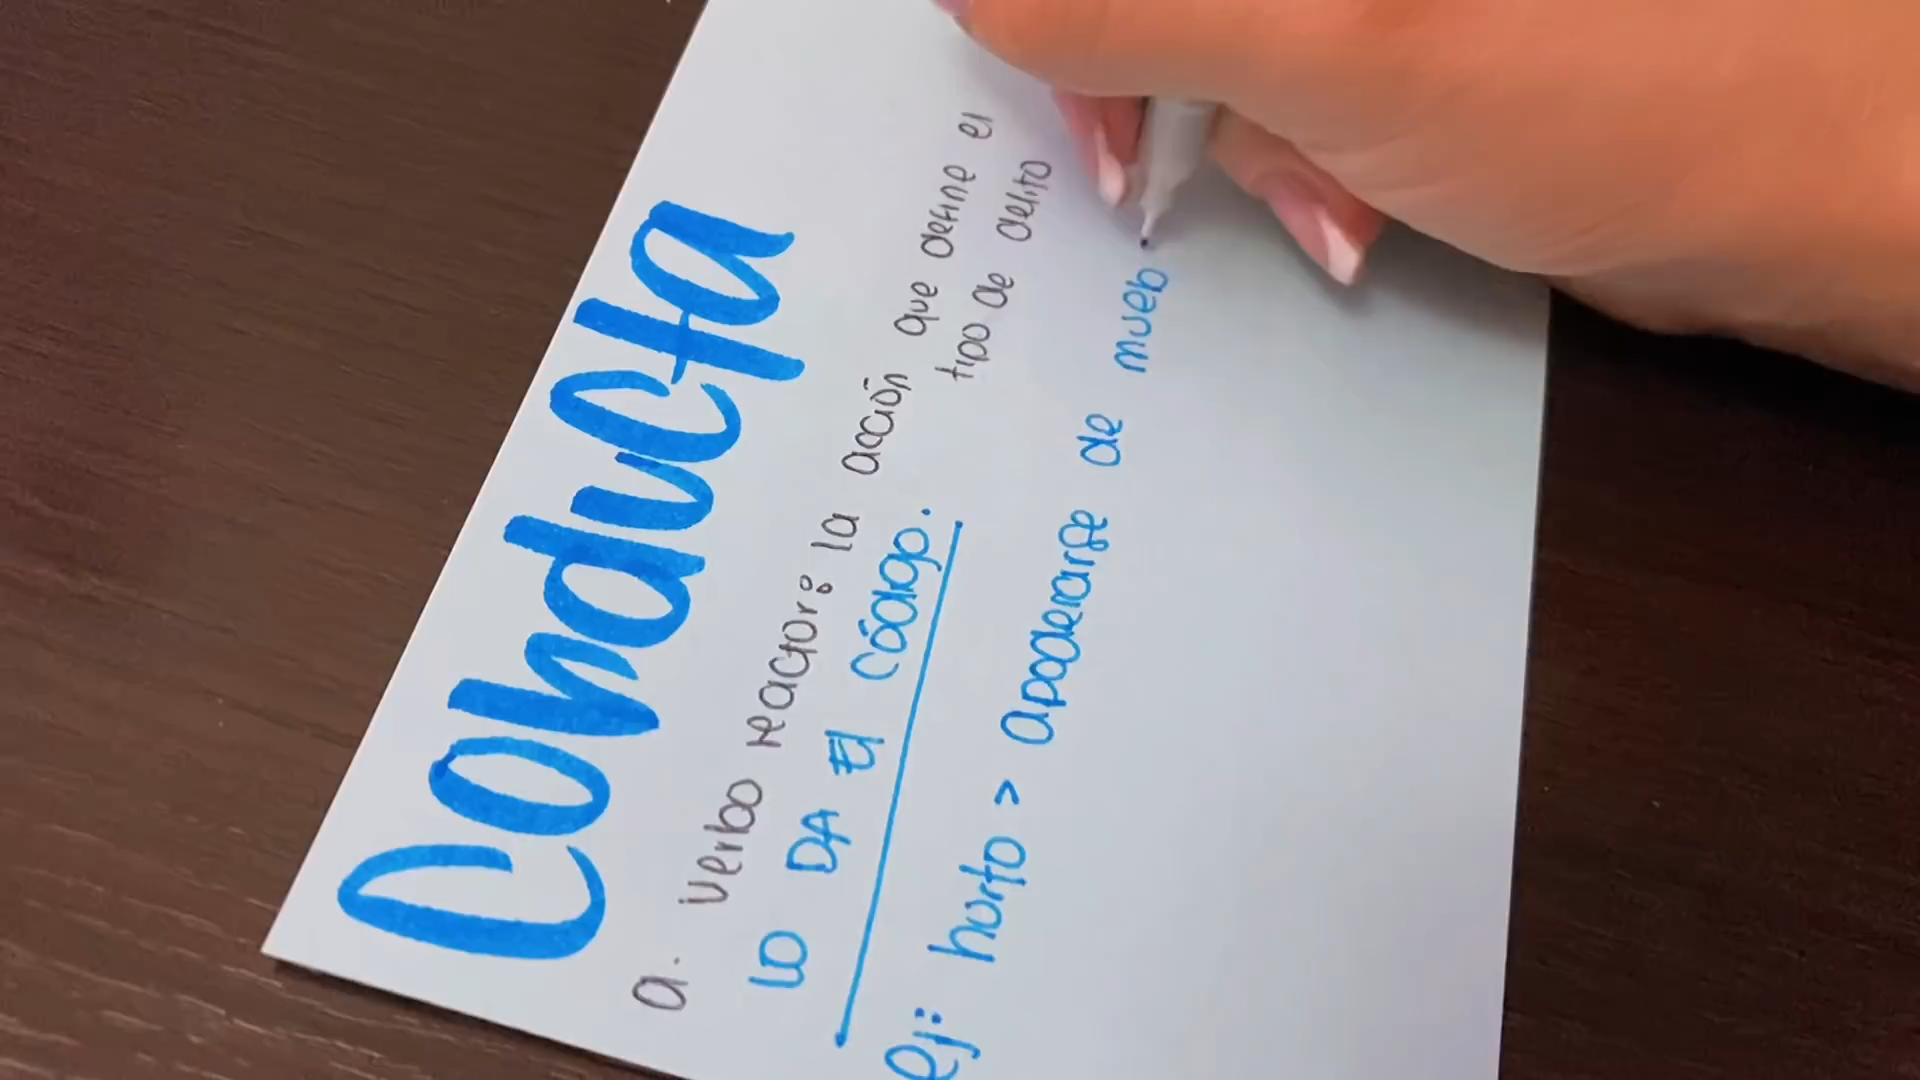 Conducta
a. verbo reactor: la acción que define el
tipo de delito
LO DA El Código.
ej: hurto > apoderarse de mueb